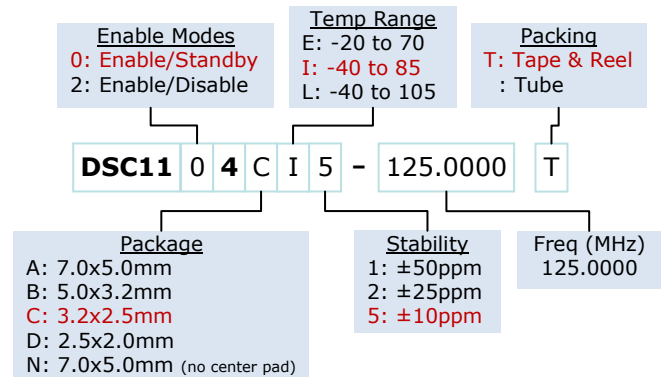 Enable Modes
0: Enable/Standby
2: Enable/Disable
Temp Range
E: -20 to 70
I: -40 to 85
L: -40 to 105
Packing
T: Tape & Reel
: Tube
DSC11 0 4 C I 5 – 125.0000 T
Package
A: 7.0x5.0mm
B: 5.0x3.2mm
C: 3.2x2.5mm
D: 2.5x2.0mm
N: 7.0x5.0mm (no center pad)
Stability
1: ±50ppm
2: ±25ppm
5: ±10ppm
Freq (MHz)
125.0000